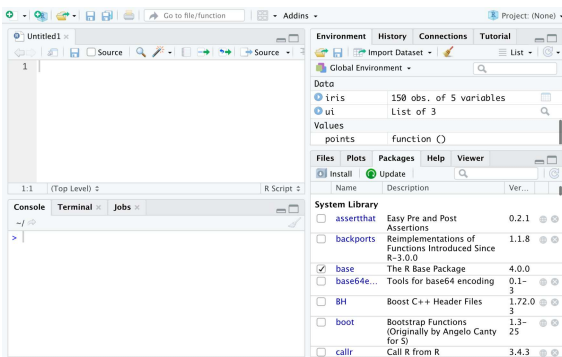 Go to file/function
Addins
Project: (None)
Untitled1
Source
Source
1
1:1 (Top Level)
R Script
Console Terminal Jobs
~/
>
Environment History Connections Tutorial
Import Dataset
List
Global Environment
Data
iris 150 obs. of 5 variables
ui List of 3
Values
points function ()
Files Plots Packages Help Viewer
Install Update
Name Description Ver...
System Library
assertthat Easy Pre and Post 0.2.1
Assertions
backports Reimplementations of 1.1.8
Functions Introduced Since
R-3.0.0
base The R Base Package 4.0.0
base64e... Tools for base64 encoding 0.1-
3
BH Boost C++ Header Files 1.72.0
3
boot Bootstrap Functions 1.3-
(Originally by Angelo Canty 25
for S)
callr Call R from R 3.4.3